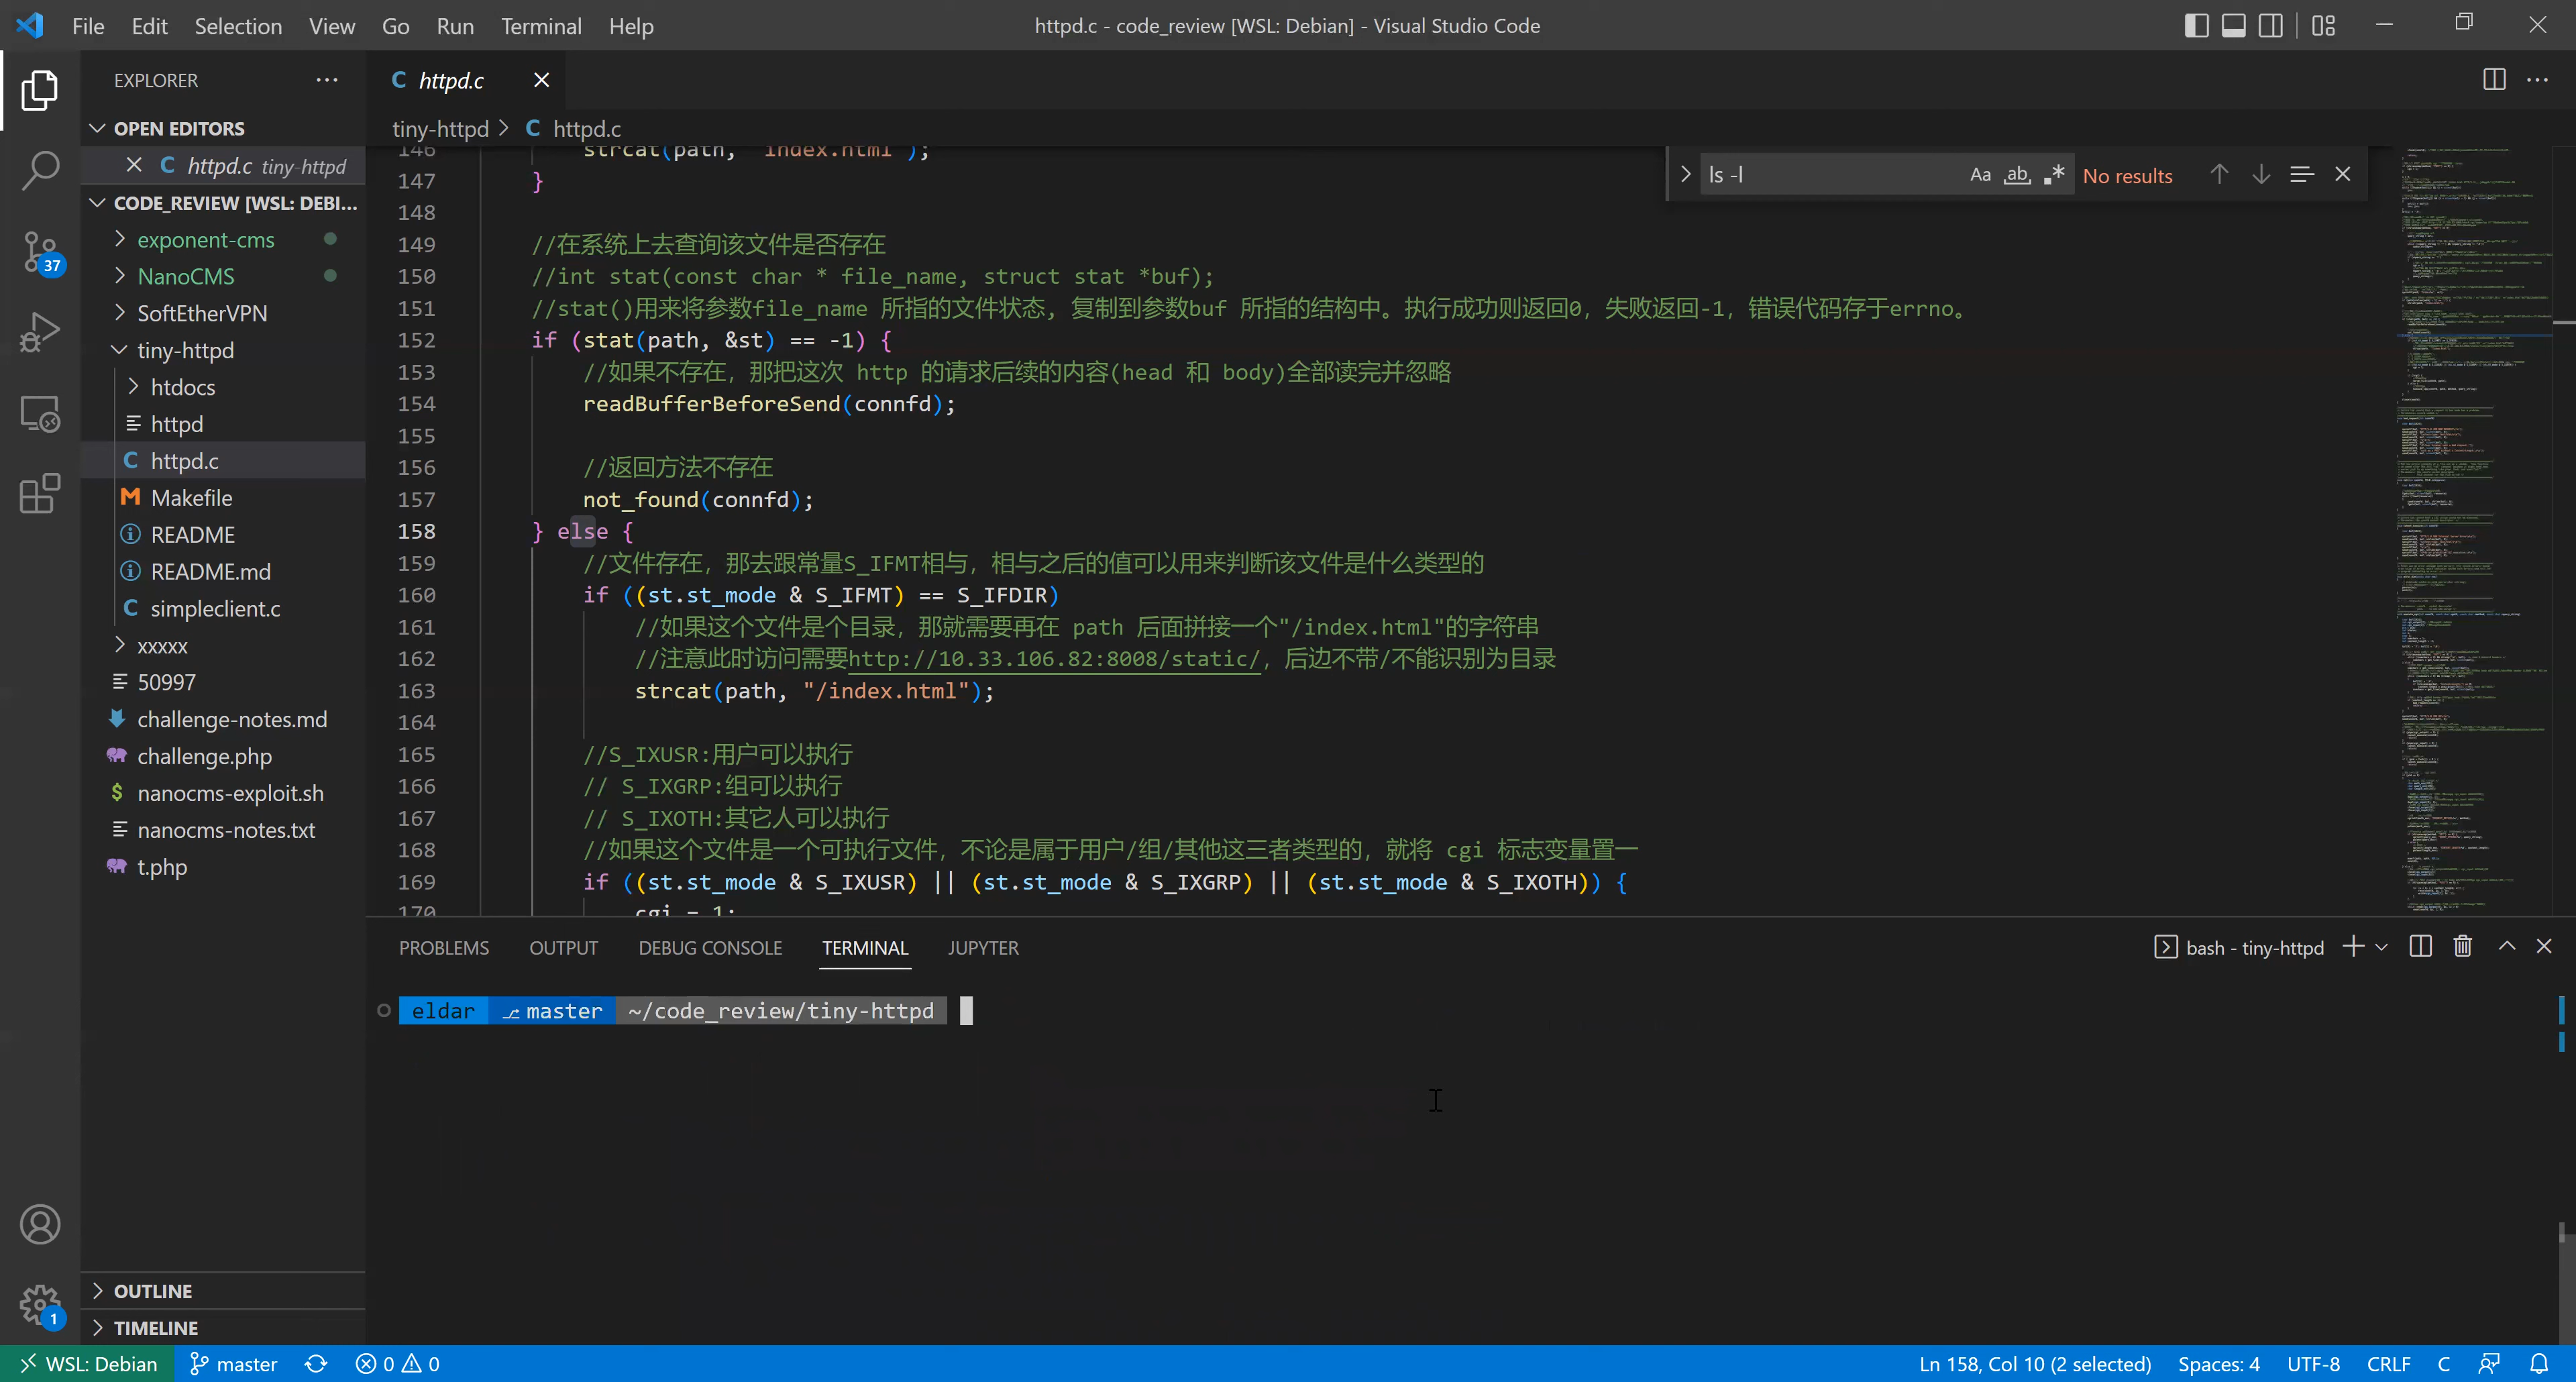 File Edit Selection View Go Run Terminal Help
httpd.c - code_review [WSL: Debian] - Visual Studio Code
EXPLORER
OPEN EDITORS
httpd.c tiny-httpd
CODE_REVIEW [WSL: DEBI...
exponent-cms
NanoCMS
SoftEtherVPN
tiny-httpd
htdocs
httpd
httpd.c
Makefile
README
README.md
simpleclient.c
xxxxx
50997
challenge-notes.md
challenge.php
nanocms-exploit.sh
nanocms-notes.txt
t.php
OUTLINE
TIMELINE
37
1
httpd.c
tiny-httpd > httpd.c
ls -l
Aa ab .*
No results
146 strcat(path, "index.html");
147 }
148
149 //在系统上去查询该文件是否存在
150 //int stat(const char * file_name, struct stat *buf);
151 //stat()用来将参数file_name 所指的文件状态, 复制到参数buf 所指的结构中。执行成功则返回0，失败返回-1，错误代码存于errno。
152 if (stat(path, &st) == -1) {
153 //如果不存在，那把这次 http 的请求后续的内容(head 和 body)全部读完并忽略
154 readBufferBeforeSend(connfd);
155
156 //返回方法不存在
157 not_found(connfd);
158 } else {
159 //文件存在，那去跟常量S_IFMT相与，相与之后的值可以用来判断该文件是什么类型的
160 if ((st.st_mode & S_IFMT) == S_IFDIR)
161 //如果这个文件是个目录，那就需要再在 path 后面拼接一个"/index.html"的字符串
162 //注意此时访问需要http://10.33.106.82:8008/static/，后边不带/不能识别为目录
163 strcat(path, "/index.html");
164
165 //S_IXUSR:用户可以执行
166 // S_IXGRP:组可以执行
167 // S_IXOTH:其它人可以执行
168 //如果这个文件是一个可执行文件，不论是属于用户/组/其他这三者类型的，就将 cgi 标志变量置一
169 if ((st.st_mode & S_IXUSR) || (st.st_mode & S_IXGRP) || (st.st_mode & S_IXOTH)) {
170 cgi = 1;
PROBLEMS OUTPUT DEBUG CONSOLE TERMINAL JUPYTER
bash - tiny-httpd
eldar master ~/code_review/tiny-httpd
WSL: Debian master 0 0
Ln 158, Col 10 (2 selected) Spaces: 4 UTF-8 CRLF C